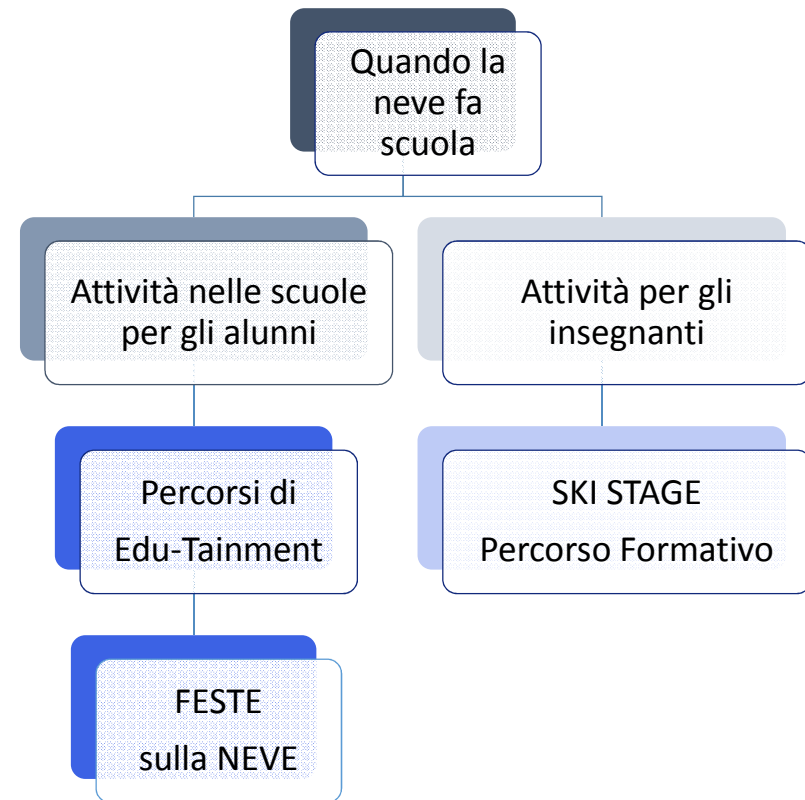 Quando la
neve fa
scuola
Attività nelle scuole
per gli alunni
Attività per gli
insegnanti
Percorsi di
Edu-Tainment
SKI STAGE
Percorso Formativo
FESTE
sulla NEVE